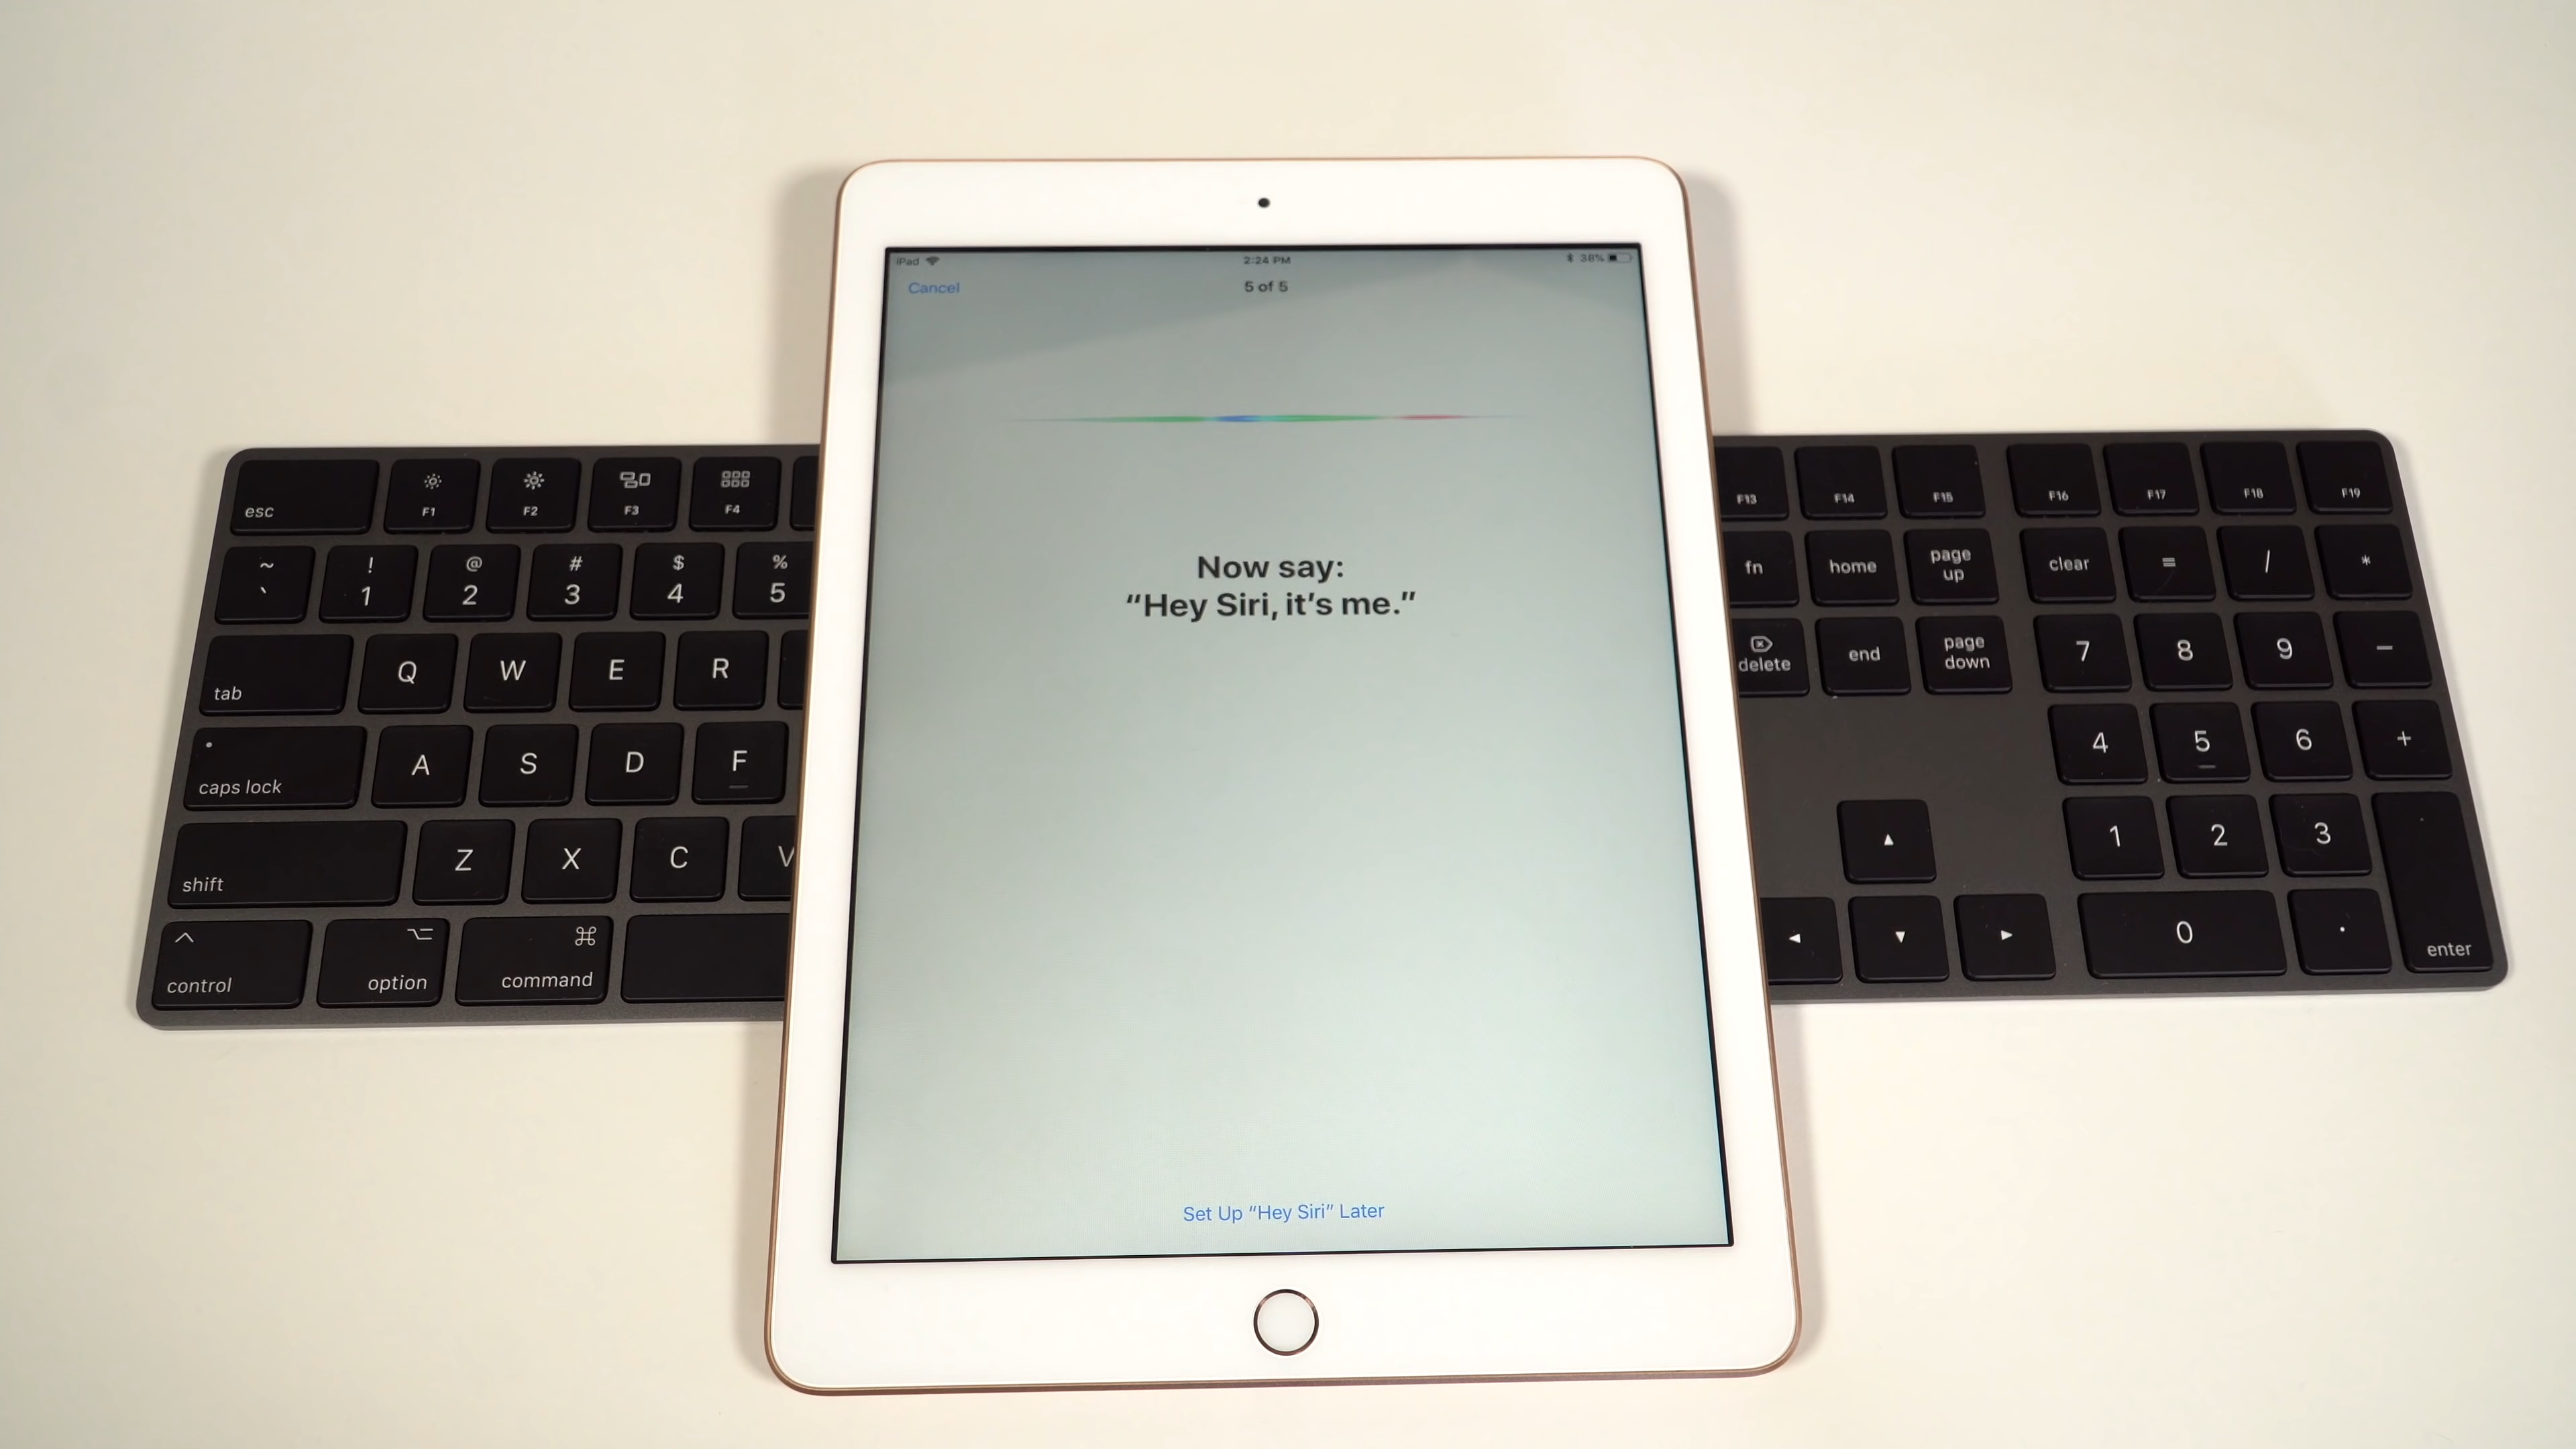 iPad 2:24 PM 38%
Cancel 5 of 5
Now say:
“Hey Siri, it’s me.”
Set Up “Hey Siri” Later
esc F1 F2 F3 F4 F13 F14 F15 F16 F17 F18 F19
~ ! @ # $ %
` 1 2 3 4 5 fn home page up clear = / *
tab Q W E R delete end page down 7 8 9 −
caps lock A S D F 4 5 6 +
shift Z X C V 1 2 3
control option ⌘ command 0 . enter